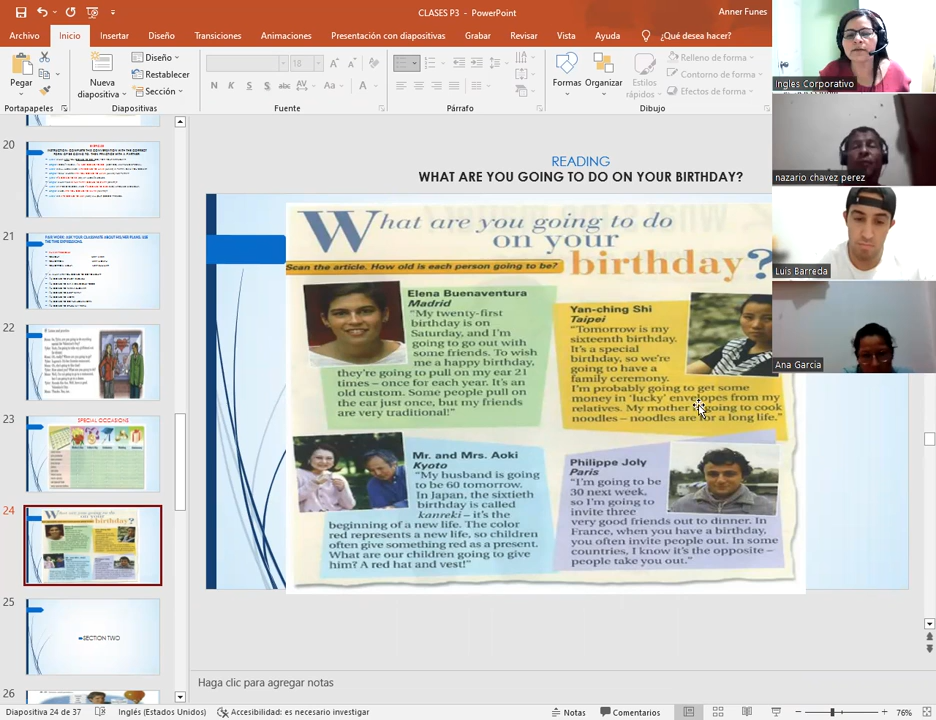 CLASES P3 - PowerPoint
Anner Funes
Archivo
Inicio
Insertar
Diseño
Transiciones
Animaciones
Presentación con diapositivas
Grabar
Revisar
Vista
Ayuda
¿Qué desea hacer?
Pegar
Nueva
diapositiva
Diseño
Restablecer
Sección
18
N K S abc AV Aa A
Formas
Organizar
Estilos
rápidos
Relleno de forma
Contorno de forma
Efectos de forma
Portapapeles
Diapositivas
Fuente
Párrafo
Dibujo
Ingles Corporativo
nazario chavez perez
Luis Barreda
Ana Garcia
20
21
22
23
SPECIAL OCCASIONS
24
25
SECTION TWO
26
READING
WHAT ARE YOU GOING TO DO ON YOUR BIRTHDAY?
What are you going to do
on your
birthday?
Scan the article. How old is each person going to be?
Elena Buenaventura
Madrid
"My twenty-first
birthday is on
Saturday, and I'm
going to go out with
some friends. To wish
me a happy birthday,
they're going to pull on my ear 21
times – once for each year. It's an
old custom. Some people pull on
the ear just once, but my friends
are very traditional!"
Yan-ching Shi
Taipei
"Tomorrow is my
sixteenth birthday.
It's a special
birthday, so we're
going to have a
family ceremony.
I'm probably going to get some
money in 'lucky' envelopes from my
relatives. My mother is going to cook
noodles – noodles are for a long life."
Mr. and Mrs. Aoki
Kyoto
"My husband is going
to be 60 tomorrow.
In Japan, the sixtieth
birthday is called
kanreki – it's the
beginning of a new life. The color
red represents a new life, so children
often give something red as a present.
What are our children going to give
him? A red hat and vest!"
Philippe Joly
Paris
"I'm going to be
30 next week,
so I'm going to
invite three
very good friends out to dinner. In
France, when you have a birthday,
you often invite people out. In some
countries, I know it's the opposite –
people take you out."
Haga clic para agregar notas
Diapositiva 24 de 37
Inglés (Estados Unidos)
Accesibilidad: es necesario investigar
Notas
Comentarios
76%